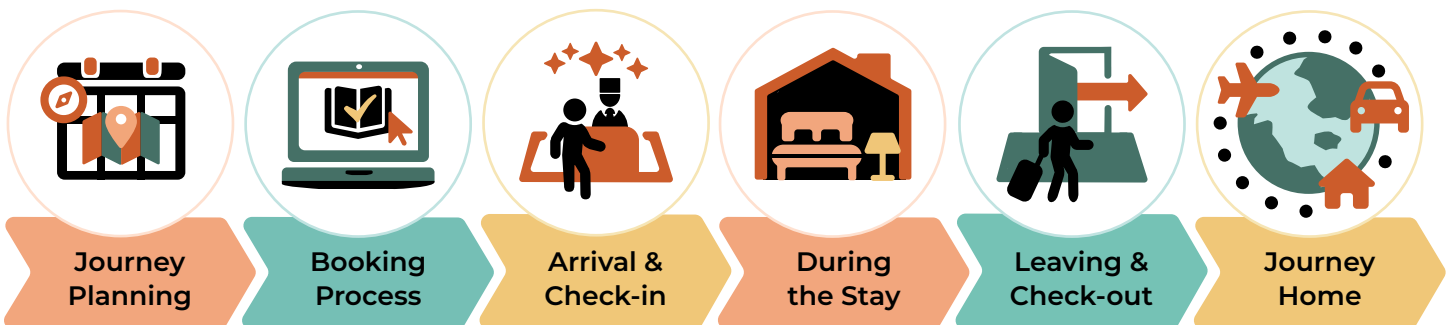 Journey
Planning
Booking
Process
Arrival &
Check-in
During
the Stay
Leaving &
Check-out
Journey
Home